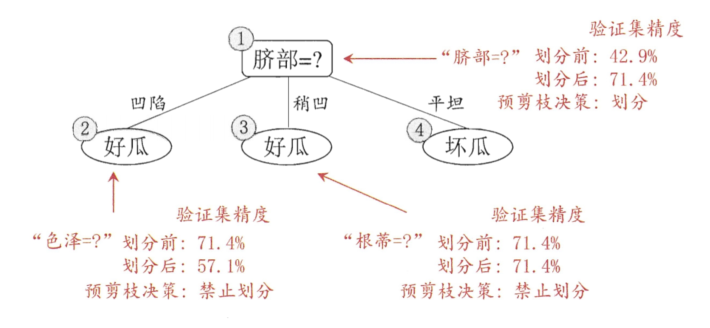 验证集精度
① 脐部=?
“脐部=?” 划分前: 42.9%
划分后: 71.4%
预剪枝决策: 划分
凹陷 稍凹 平坦
② 好瓜 ③ 好瓜 ④ 坏瓜
验证集精度
“色泽=?” 划分前: 71.4%
划分后: 57.1%
预剪枝决策: 禁止划分
验证集精度
“根蒂=?” 划分前: 71.4%
划分后: 71.4%
预剪枝决策: 禁止划分